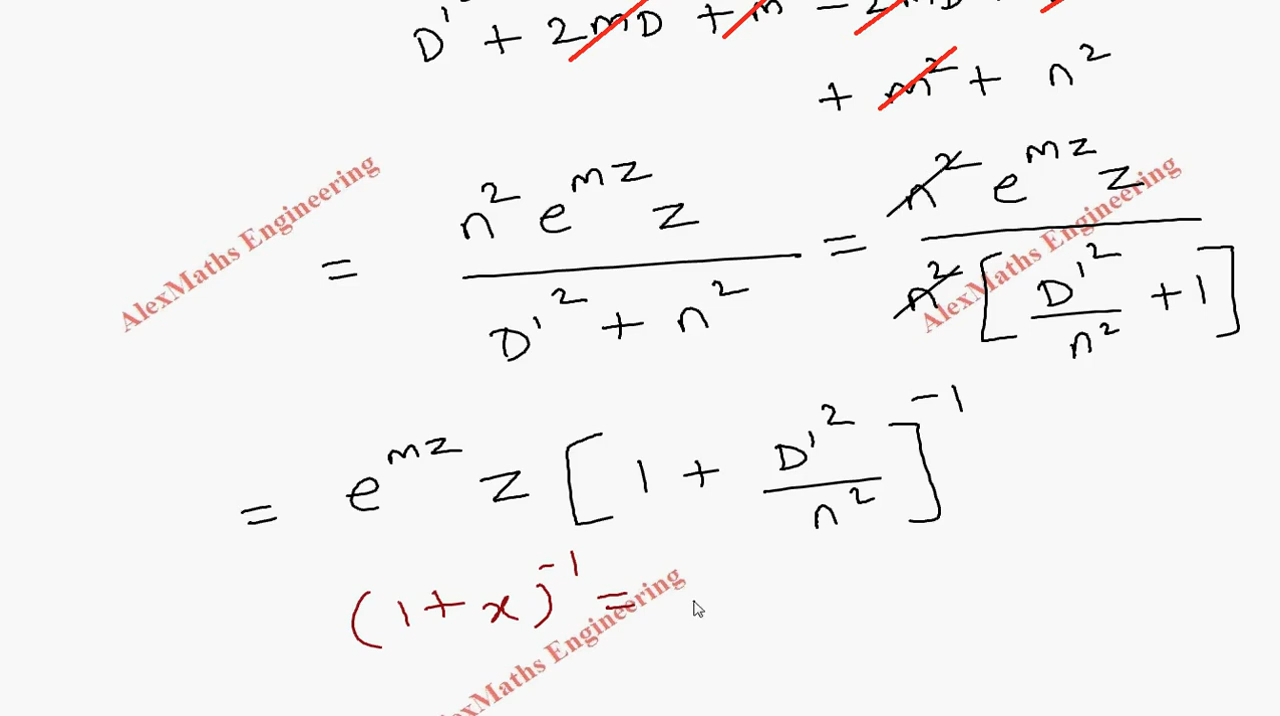 D'² + 2mD + m² - 2mD
+ m² + n²
= n² e^{mz} z / (D'² + n²) = n² e^{mz} z / (n² [D'²/n² + 1])
= e^{mz} z [1 + D'²/n²]^{-1}
(1 + x)^{-1} =
AlexMaths Engineering
AlexMaths Engineering
AlexMaths Engineering